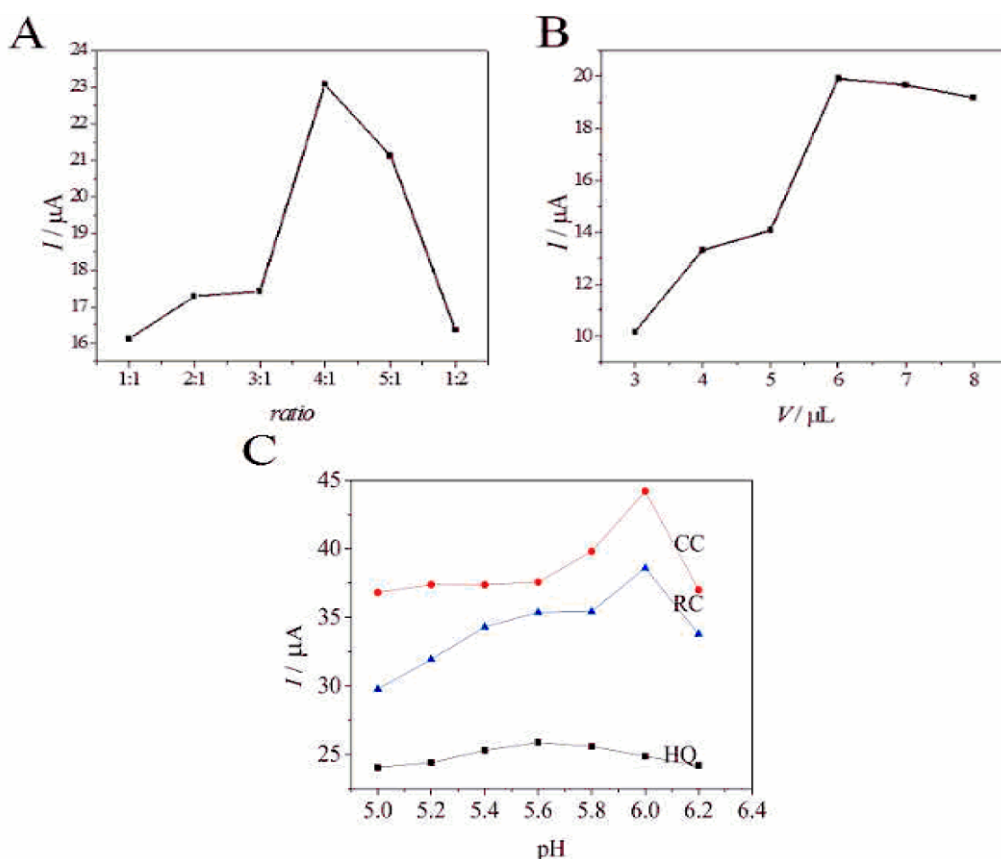 A
24
23
22
21
20
19
18
17
16
I / μA
1:1 2:1 3:1 4:1 5:1 1:2
ratio
B
20
18
16
14
12
10
I / μA
3 4 5 6 7 8
V / μL
C
45
40
35
30
25
I / μA
CC
RC
HQ
5.0 5.2 5.4 5.6 5.8 6.0 6.2 6.4
pH